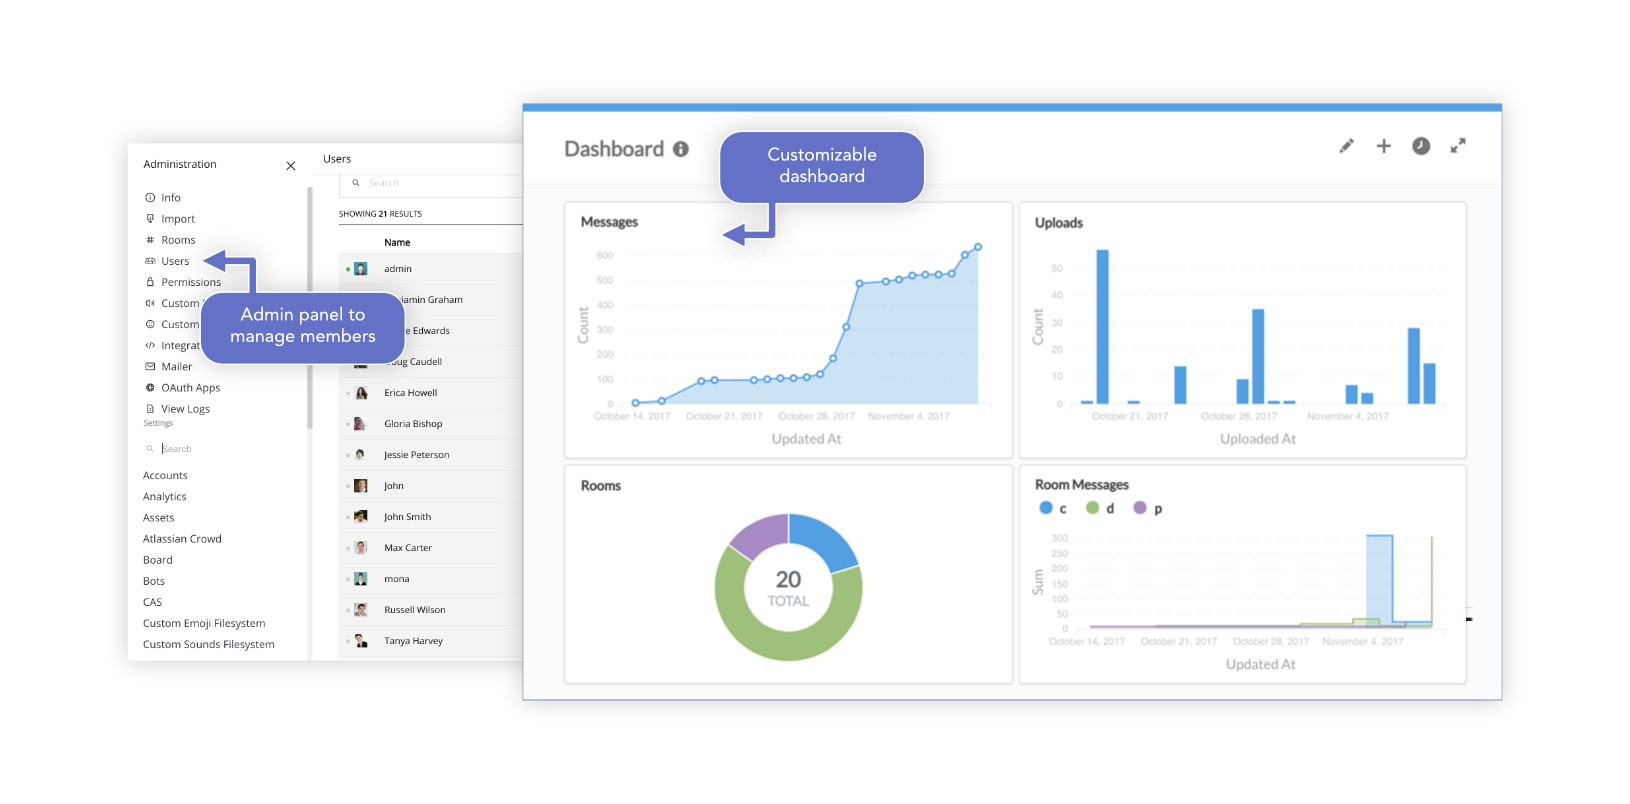 Administration
Info
Import
Rooms
Users
Permissions
Custom
Custom
Integrat
Mailer
OAuth Apps
View Logs
Settings
Search
Accounts
Analytics
Assets
Atlassian Crowd
Board
Bots
CAS
Custom Emoji Filesystem
Custom Sounds Filesystem
Admin panel to
manage members
Users
Search
SHOWING 21 RESULTS
Name
admin
jamin Graham
e Edwards
oug Caudell
Erica Howell
Gloria Bishop
Jessie Peterson
John
John Smith
Max Carter
mona
Russell Wilson
Tanya Harvey
Dashboard
Customizable
dashboard
Messages
600
500
400
300
200
100
0
Count
October 14, 2017 October 21, 2017 October 28, 2017 November 4, 2017
Updated At
Uploads
50
40
30
20
10
0
Count
October 21, 2017 October 28, 2017 November 4, 2017
Uploaded At
Rooms
20
TOTAL
Room Messages
c d p
300
250
200
150
100
50
0
Sum
October 14, 2017 October 21, 2017 October 28, 2017 November 4, 2017
Updated At